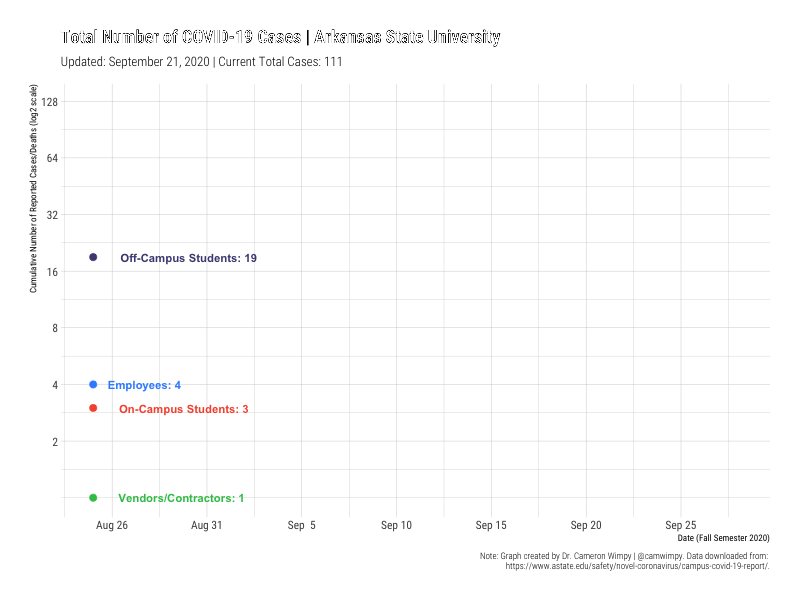 Total Number of COVID-19 Cases | Arkansas State University
Updated: September 21, 2020 | Current Total Cases: 111
Cumulative Number of Reported Cases/Deaths (log2 scale)
128
64
32
16
8
4
2
Off-Campus Students: 19
Employees: 4
On-Campus Students: 3
Vendors/Contractors: 1
Aug 26 Aug 31 Sep 5 Sep 10 Sep 15 Sep 20 Sep 25
Date (Fall Semester 2020)
Note: Graph created by Dr. Cameron Wimpy | @camwimpy. Data downloaded from:
https://www.astate.edu/safety/novel-coronavirus/campus-covid-19-report/.